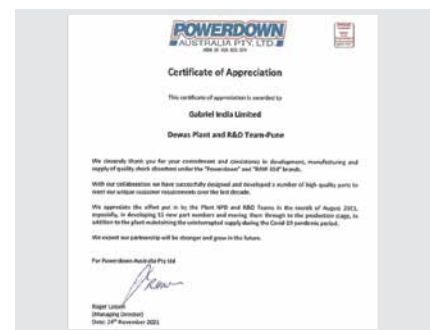 POWERDOWN
AUSTRALIA PTY. LTD
Certificate of Appreciation
This certificate of appreciation is awarded to
Gabriel India Limited
Dewas Plant and R&D Team-Pune
We sincerely thank you for your commitment and consistency in development, manufacturing and
supply of quality shock absorbers under the "Powerdown" and "RAW 4X4" brands.
With our collaboration we have successfully designed and developed a number of high quality parts to
meet our unique customer requirements over the last decade.
We appreciate the effort put in by the Plant NPD and R&D Teams in the month of August 2021,
especially, in developing 15 new part numbers and moving them through to the production stage, in
addition to the plant maintaining the uninterrupted supply during the Covid-19 pandemic period.
We expect our partnership will be stronger and grow in the future.
For Powerdown Australia Pty Ltd
Roger
(Managing Director)
Date: 24th November 2021